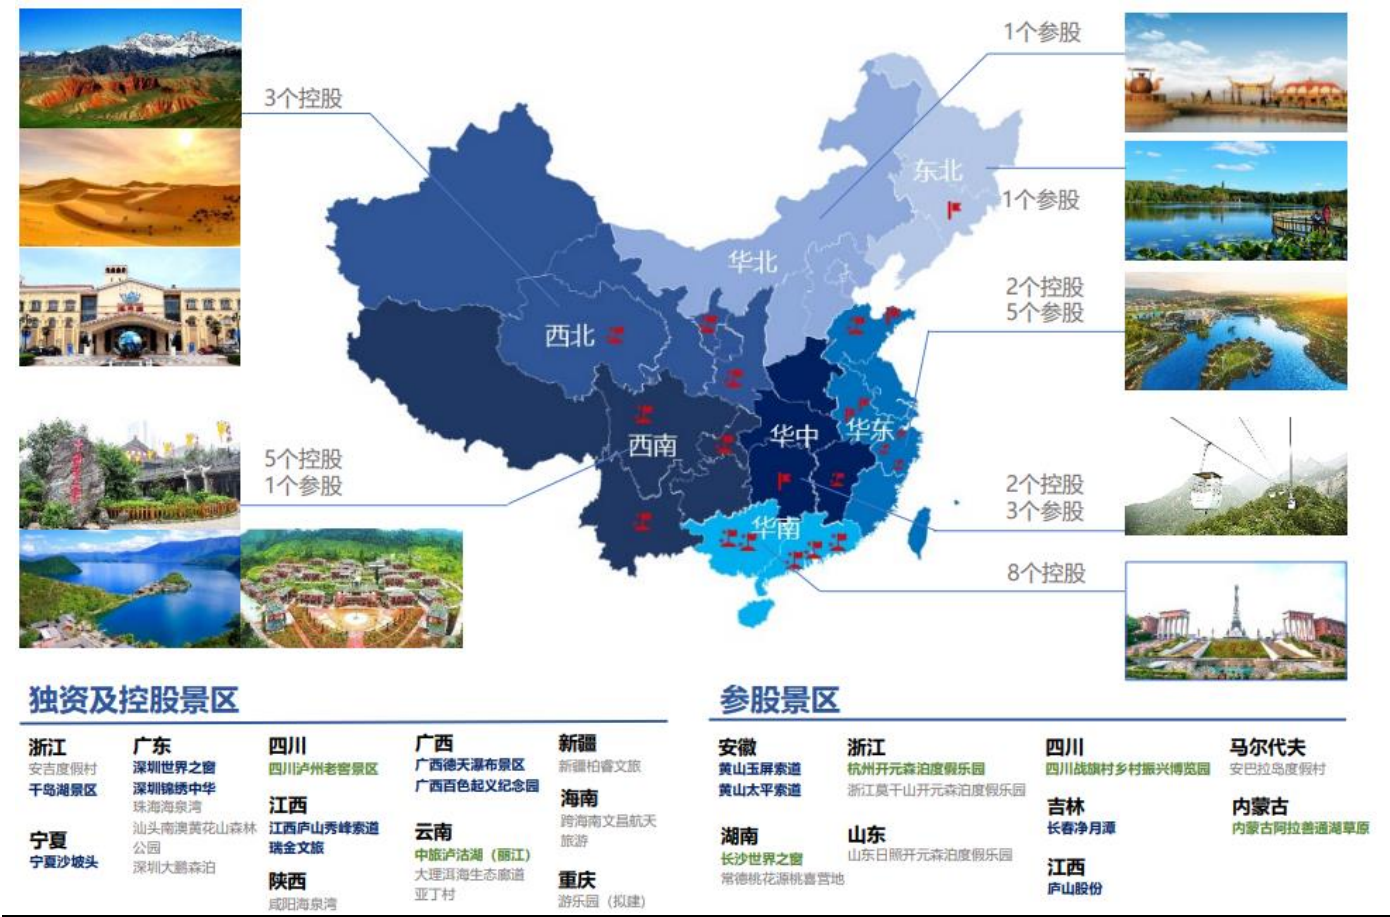 1个参股
3个控股
东北
1个参股
华北
2个控股
5个参股
西北
华中
华东
西南
5个控股
1个参股
2个控股
3个参股
华南
8个控股
独资及控股景区
浙江
安吉度假村
千岛湖景区
宁夏
宁夏沙坡头
广东
深圳世界之窗
深圳锦绣中华
珠海海泉湾
汕头南澳黄花山森林
公园
深圳大鹏森泊
四川
四川泸州老窖景区
江西
江西庐山秀峰索道
瑞金文旅
陕西
咸阳海泉湾
广西
广西德天瀑布景区
广西百色起义纪念园
云南
中旅泸沽湖（丽江）
大理洱海生态廊道
亚丁村
新疆
新疆柏睿文旅
海南
跨海南文昌航天
旅游
重庆
游乐园（拟建）
参股景区
安徽
黄山玉屏索道
黄山太平索道
湖南
长沙世界之窗
常德桃花源桃喜营地
浙江
杭州开元森泊度假乐园
浙江莫干山开元森泊度假乐园
山东
山东日照开元森泊度假乐园
四川
四川战旗村乡村振兴博览园
吉林
长春净月潭
江西
庐山股份
马尔代夫
安巴拉岛度假村
内蒙古
内蒙古阿拉善通湖草原